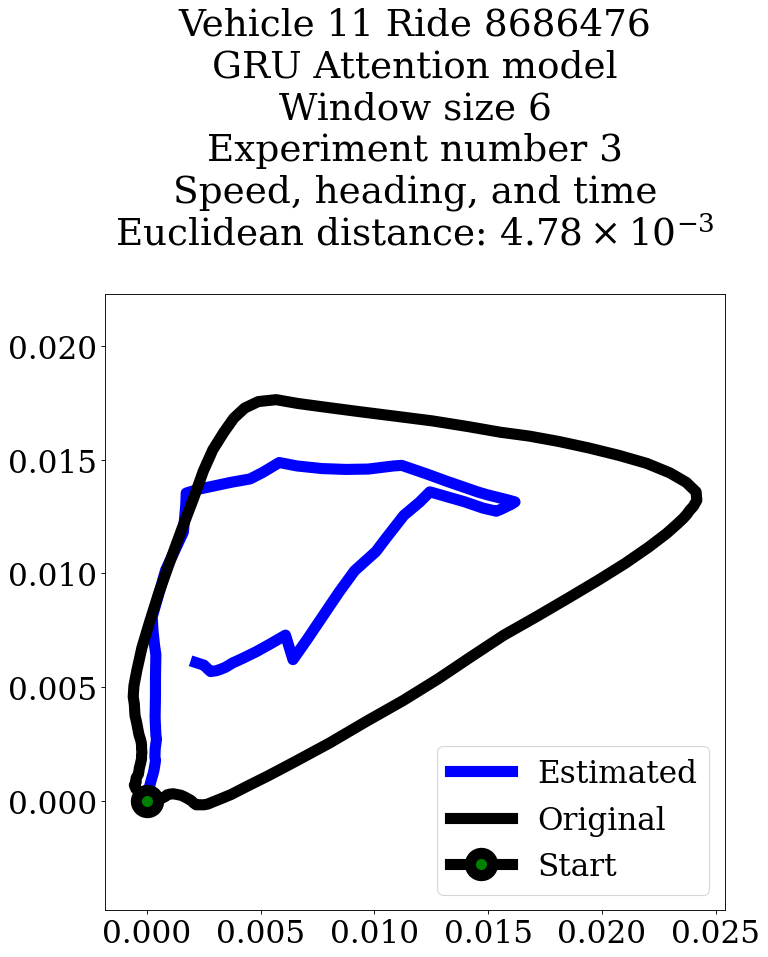 Vehicle 11 Ride 8686476
GRU Attention model
Window size 6
Experiment number 3
Speed, heading, and time
Euclidean distance: 4.78 × 10⁻³
0.020
0.015
0.010
0.005
0.000
Estimated
Original
Start
0.000 0.005 0.010 0.015 0.020 0.025